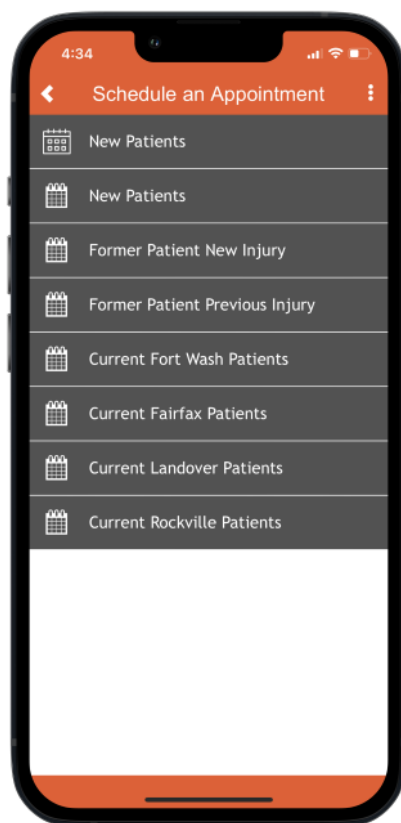 4:34
Schedule an Appointment
New Patients
New Patients
Former Patient New Injury
Former Patient Previous Injury
Current Fort Wash Patients
Current Fairfax Patients
Current Landover Patients
Current Rockville Patients